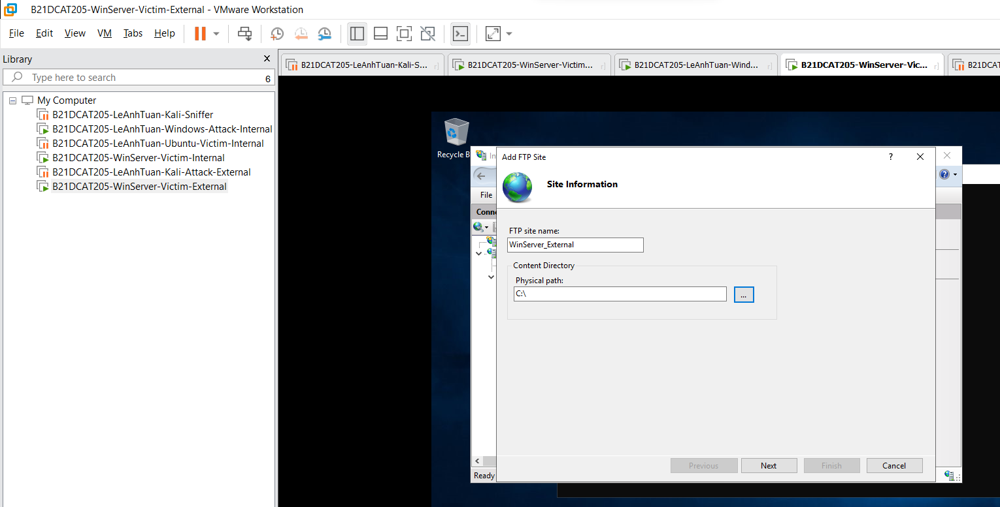 B21DCAT205-WinServer-Victim-External - VMware Workstation
File Edit View VM Tabs Help
Library
Type here to search
6
My Computer
B21DCAT205-LeAnhTuan-Kali-Sniffer
B21DCAT205-LeAnhTuan-Windows-Attack-Internal
B21DCAT205-LeAnhTuan-Ubuntu-Victim-Internal
B21DCAT205-WinServer-Victim-Internal
B21DCAT205-LeAnhTuan-Kali-Attack-External
B21DCAT205-WinServer-Victim-External
B21DCAT205-LeAnhTuan-Kali-S... B21DCAT205-WinServer-Victim... B21DCAT205-LeAnhTuan-Wind... B21DCAT205-WinServer-Vic... B21DCAT
Recycle B
In
File
Conne
Ready
Add FTP Site
?
Site Information
FTP site name:
WinServer_External
Content Directory
Physical path:
C:\
...
Previous Next Finish Cancel